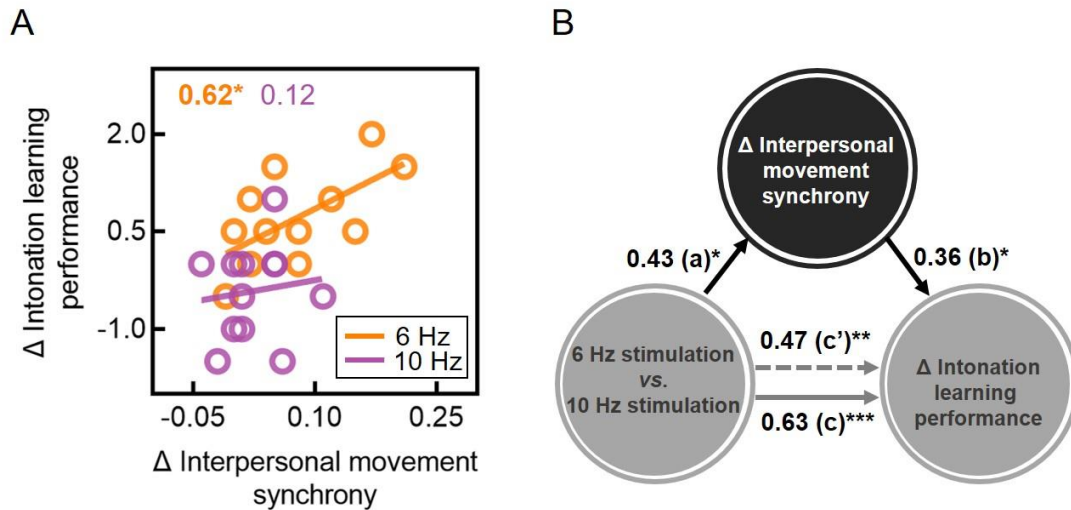 A
0.62* 0.12
Δ Intonation learning
performance
2.0
0.5
-1.0
6 Hz
10 Hz
-0.05 0.10 0.25
Δ Interpersonal movement
synchrony
B
Δ Interpersonal
movement
synchrony
0.43 (a)* 0.36 (b)*
6 Hz stimulation
vs.
10 Hz stimulation
0.47 (c’)**
0.63 (c)***
Δ Intonation
learning
performance